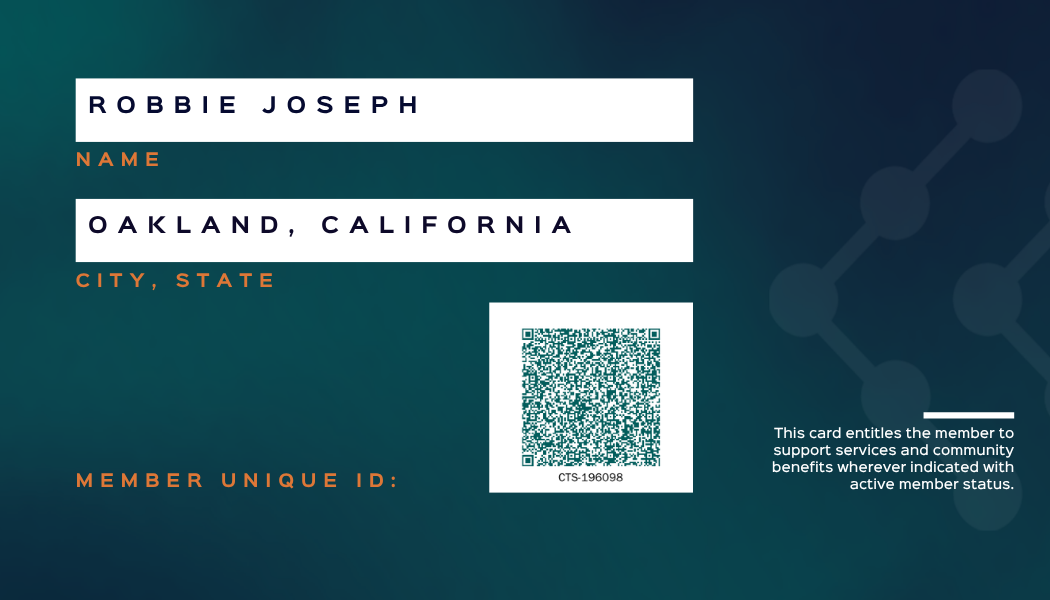 ROBBIE JOSEPH
NAME
OAKLAND, CALIFORNIA
CITY, STATE
MEMBER UNIQUE ID:
CTS-196098
This card entitles the member to
support services and community
benefits wherever indicated with
active member status.